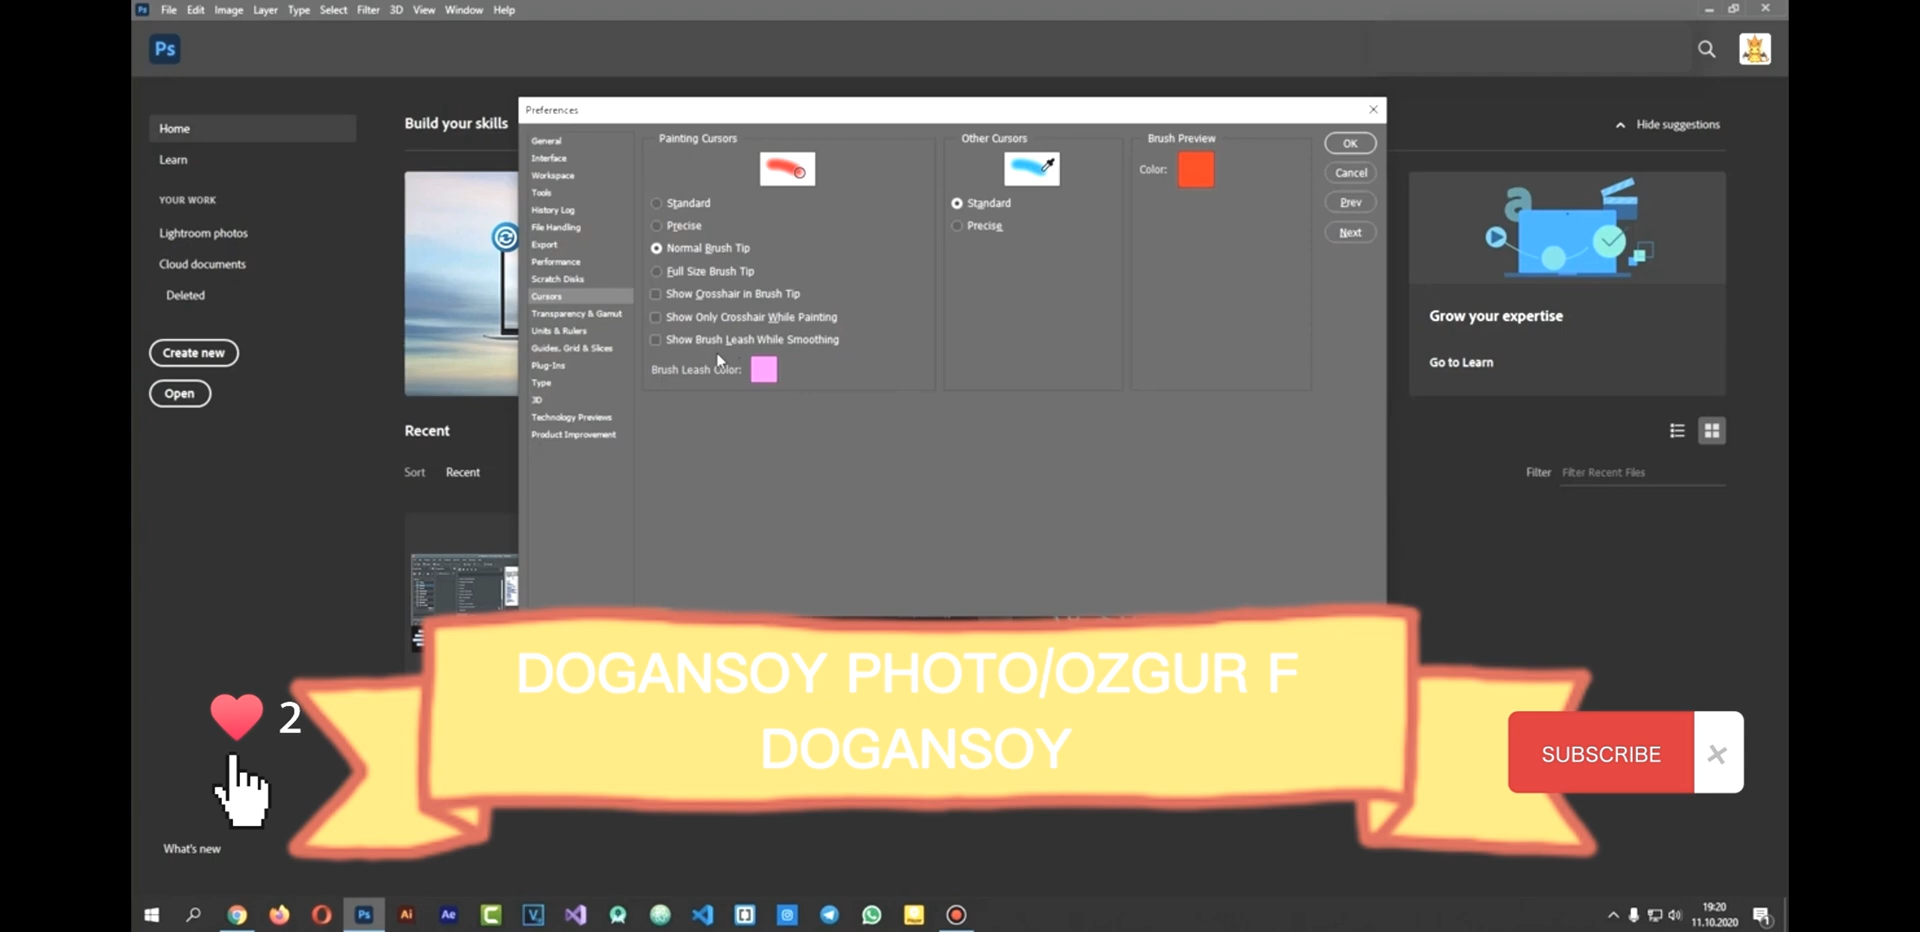 Ps File Edit Image Layer Type Select Filter 3D View Window Help
Ps
Home
Learn
YOUR WORK
Lightroom photos
Cloud documents
Deleted
Create new
Open
What's new
Build your skills
Hide suggestions
Recent
Sort Recent
Filter Filter Recent Files
Grow your expertise
Go to Learn
Preferences
General
Interface
Workspace
Tools
History Log
File Handling
Export
Performance
Scratch Disks
Cursors
Transparency & Gamut
Units & Rulers
Guides, Grid & Slices
Plug-Ins
Type
3D
Technology Previews
Product Improvement
Painting Cursors
Standard
Precise
Normal Brush Tip
Full Size Brush Tip
Show Crosshair in Brush Tip
Show Only Crosshair While Painting
Show Brush Leash While Smoothing
Brush Leash Color:
Other Cursors
Standard
Precise
Brush Preview
Color:
OK
Cancel
Prev
Next
DOGANSOY PHOTO/OZGUR F
DOGANSOY
2
SUBSCRIBE
Ps Ai Ae C V
19:20
11.10.2020
1